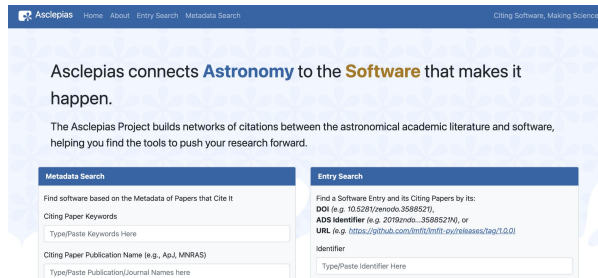 Asclepias Home About Entry Search Metadata Search
Citing Software, Making Science
Asclepias connects Astronomy to the Software that makes it
happen.
The Asclepias Project builds networks of citations between the astronomical academic literature and software,
helping you find the tools to push your research forward.
Metadata Search
Find software based on the Metadata of Papers that Cite It
Citing Paper Keywords
Type/Paste Keywords Here
Citing Paper Publication Name (e.g., ApJ, MNRAS)
Type/Paste Publication/Journal Names here
Entry Search
Find a Software Entry and its Citing Papers by its:
DOI (e.g. 10.5281/zenodo.3588521),
ADS Identifier (e.g. 2019zndo...3588521N), or
URL (e.g. https://github.com/lmfit/lmfit-py/releases/tag/1.0.0)
Identifier
Type/Paste Identifier Here